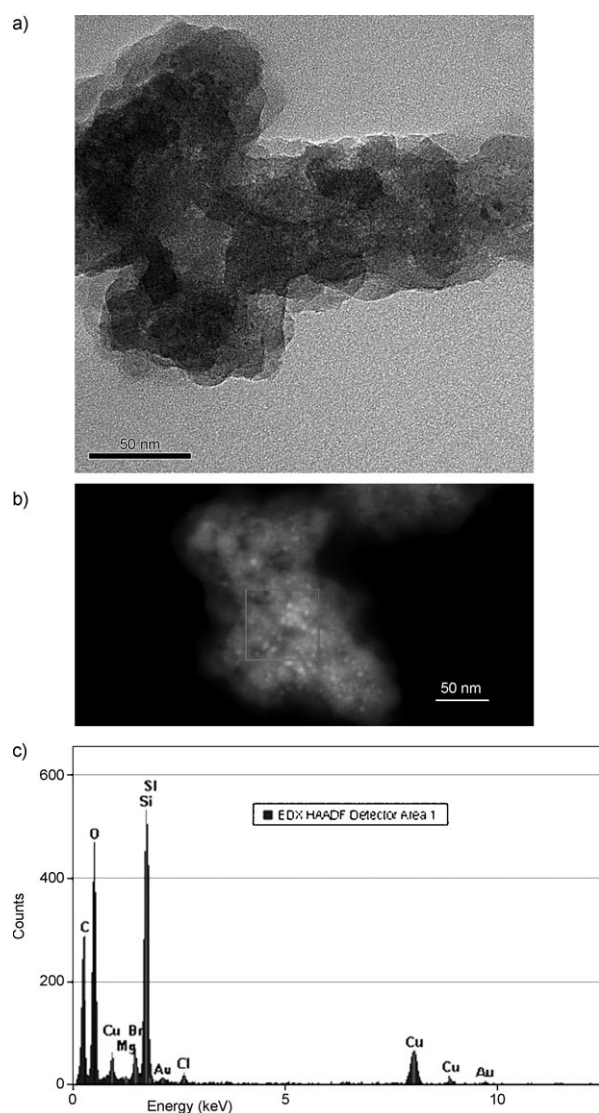 a)
50 nm
b)
50 nm
c)
600
400
200
0
Counts
C
O
Cu
Mg
Br
SI
Si
Au
Cl
EDX HAADF Detector Area 1
Cu
Cu
Au
0
5
10
Energy (keV)